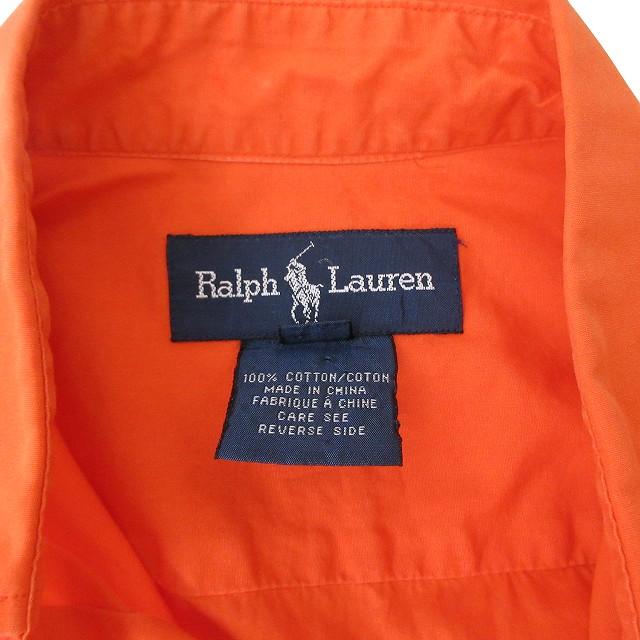 Ralph Lauren
100% COTTON/COTON
MADE IN CHINA
FABRIQUE À CHINE
CARE SEE
REVERSE SIDE